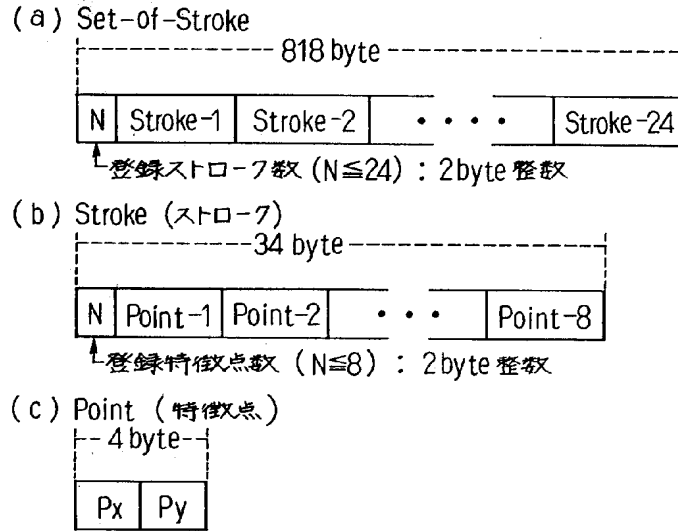 (a) Set-of-Stroke
818 byte
N Stroke-1 Stroke-2 ・・・・ Stroke-24
登録ストローク数 (N≦24) : 2byte 整数
(b) Stroke (ストローク)
34 byte
N Point-1 Point-2 ・・・ Point-8
登録特徴点数 (N≦8) : 2byte 整数
(c) Point (特徴点)
4 byte
Px Py